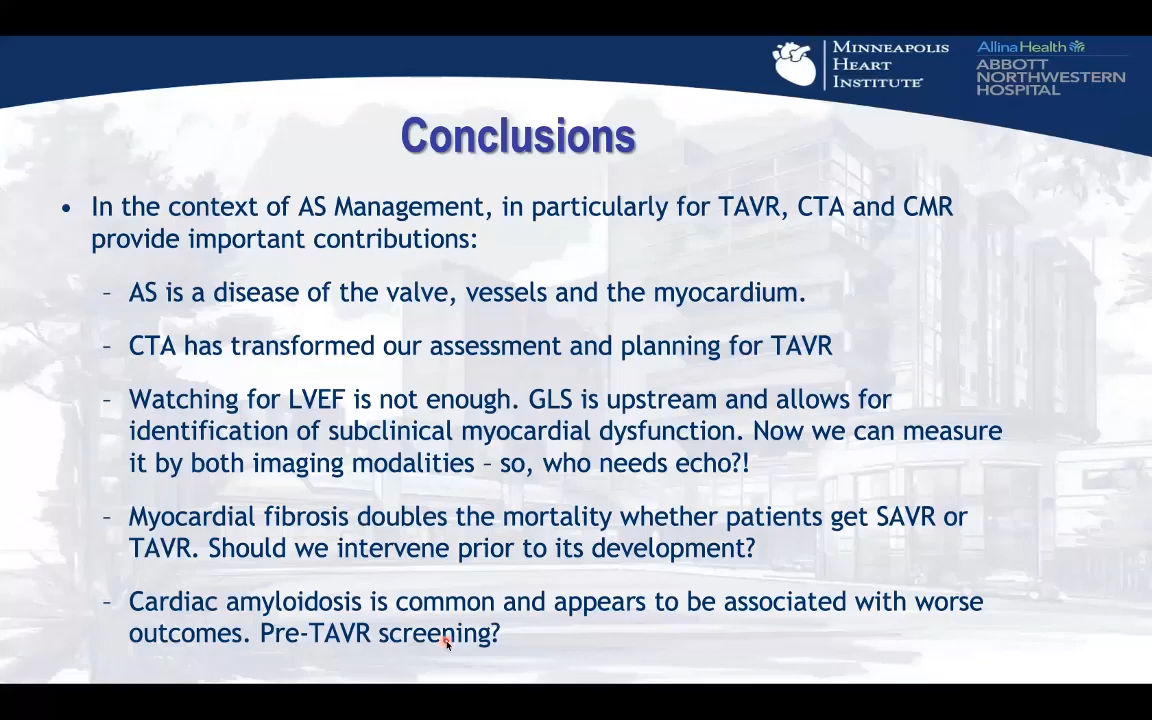 MINNEAPOLIS
HEART
INSTITUTE
AllinaHealth
ABBOTT
NORTHWESTERN
HOSPITAL
Conclusions
• In the context of AS Management, in particularly for TAVR, CTA and CMR
provide important contributions:
– AS is a disease of the valve, vessels and the myocardium.
– CTA has transformed our assessment and planning for TAVR
– Watching for LVEF is not enough. GLS is upstream and allows for
identification of subclinical myocardial dysfunction. Now we can measure
it by both imaging modalities – so, who needs echo?!
– Myocardial fibrosis doubles the mortality whether patients get SAVR or
TAVR. Should we intervene prior to its development?
– Cardiac amyloidosis is common and appears to be associated with worse
outcomes. Pre-TAVR screening?